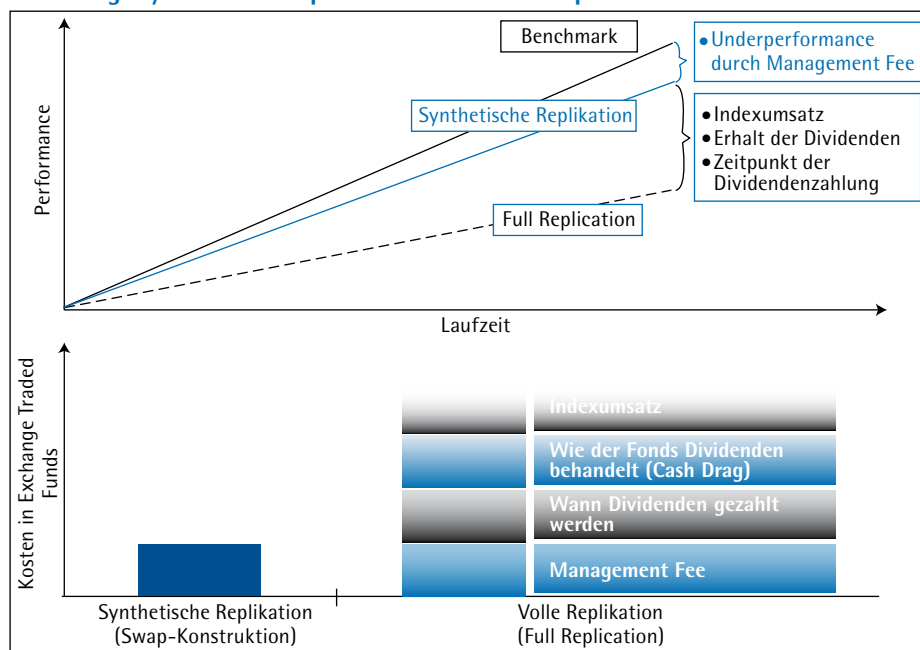 Performance
Benchmark
• Underperformance
durch Management Fee
Synthetische Replikation
• Indexumsatz
• Erhalt der Dividenden
• Zeitpunkt der
Dividendenzahlung
Full Replication
Laufzeit
Kosten in Exchange Traded
Funds
Indexumsatz
Wie der Fonds Dividenden
behandelt (Cash Drag)
Wann Dividenden gezahlt
werden
Management Fee
Synthetische Replikation
(Swap-Konstruktion)
Volle Replikation
(Full Replication)